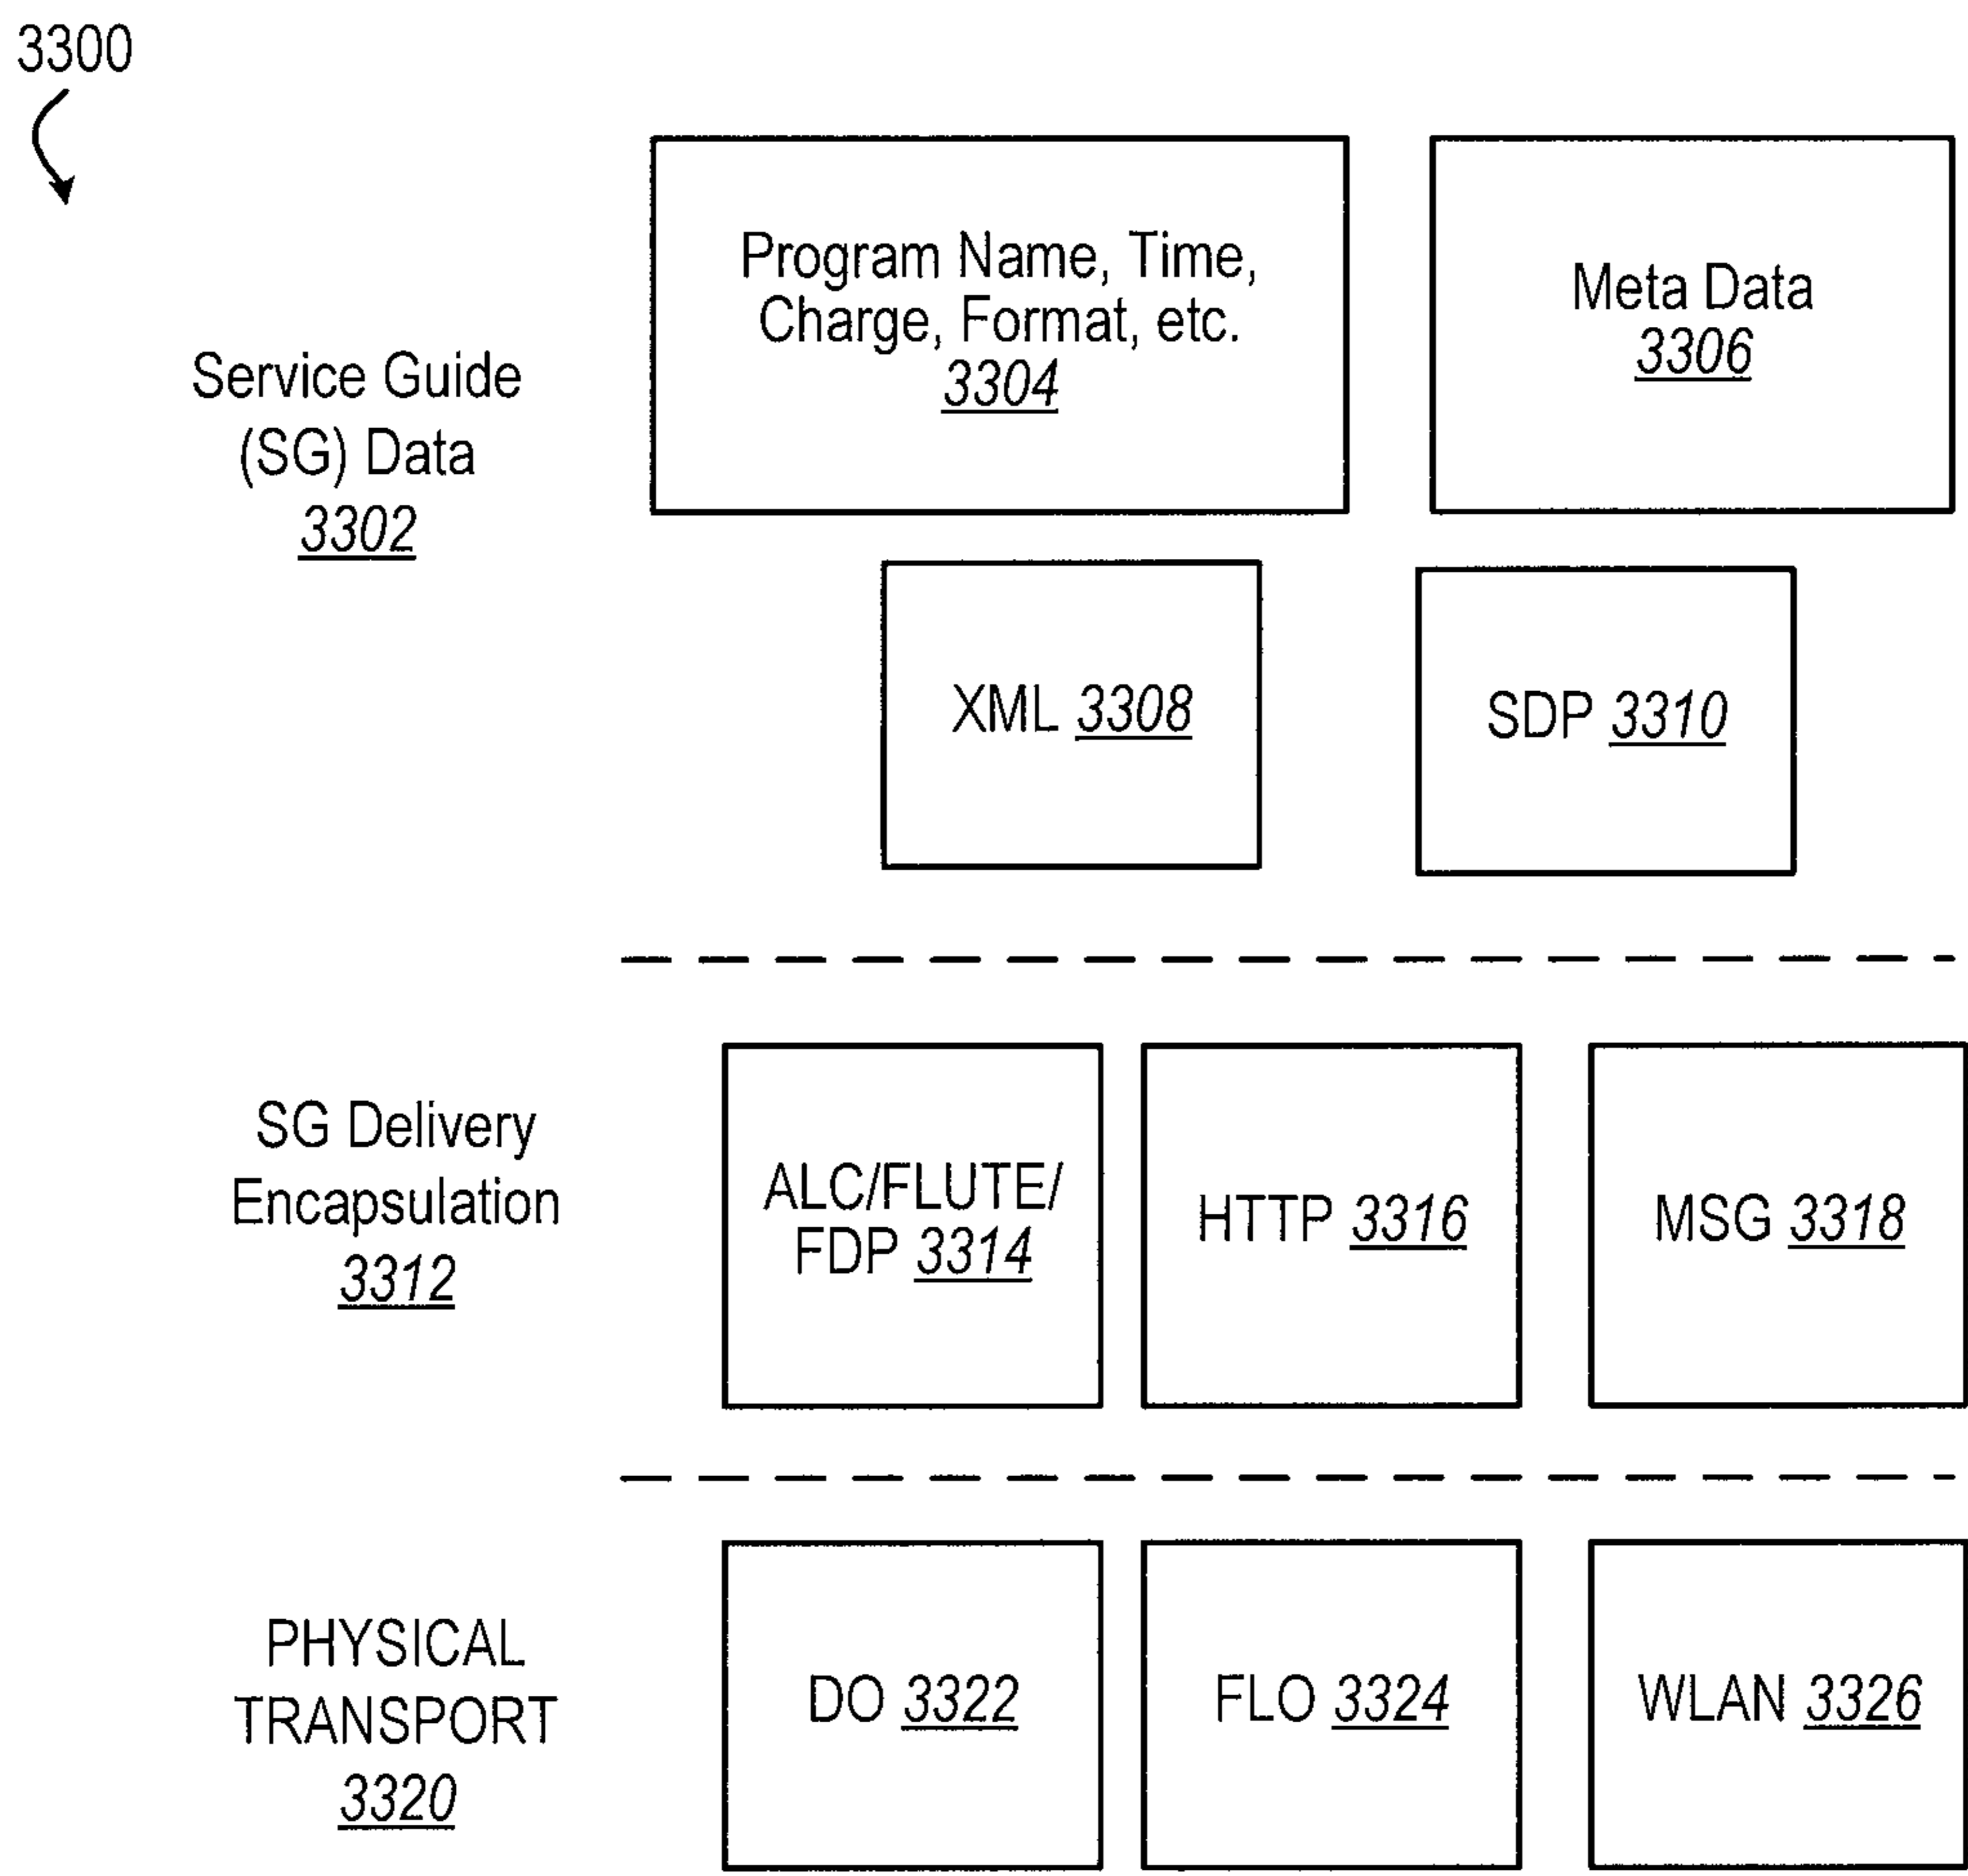 3300
Program Name, Time,
Charge, Format, etc.
3304
Meta Data
3306
Service Guide
(SG) Data
3302
XML 3308
SDP 3310
SG Delivery
Encapsulation
3312
ALC/FLUTE/
FDP 3314
HTTP 3316
MSG 3318
PHYSICAL
TRANSPORT
3320
DO 3322
FLO 3324
WLAN 3326